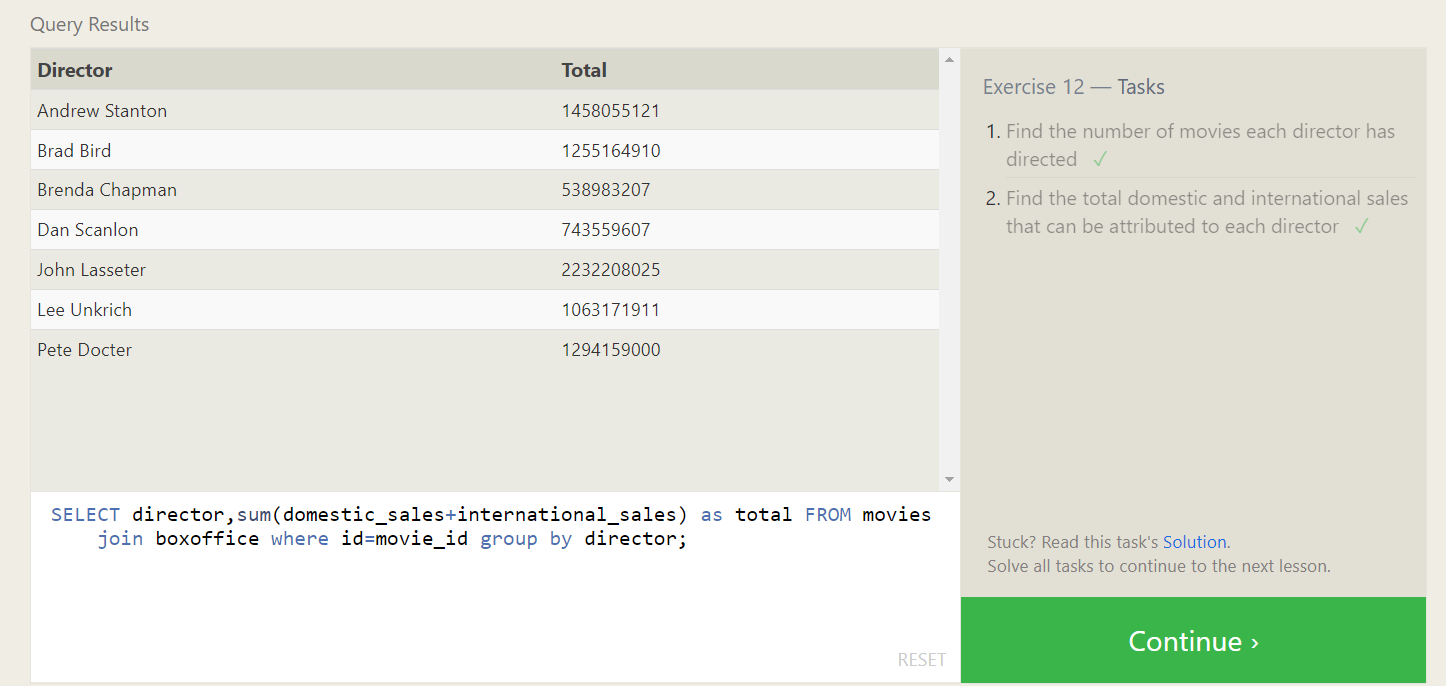 Query Results
Director Total
Andrew Stanton 1458055121
Brad Bird 1255164910
Brenda Chapman 538983207
Dan Scanlon 743559607
John Lasseter 2232208025
Lee Unkrich 1063171911
Pete Docter 1294159000
SELECT director,sum(domestic_sales+international_sales) as total FROM movies
join boxoffice where id=movie_id group by director;
RESET
Exercise 12 — Tasks
1. Find the number of movies each director has
directed ✓
2. Find the total domestic and international sales
that can be attributed to each director ✓
Stuck? Read this task's Solution.
Solve all tasks to continue to the next lesson.
Continue ›